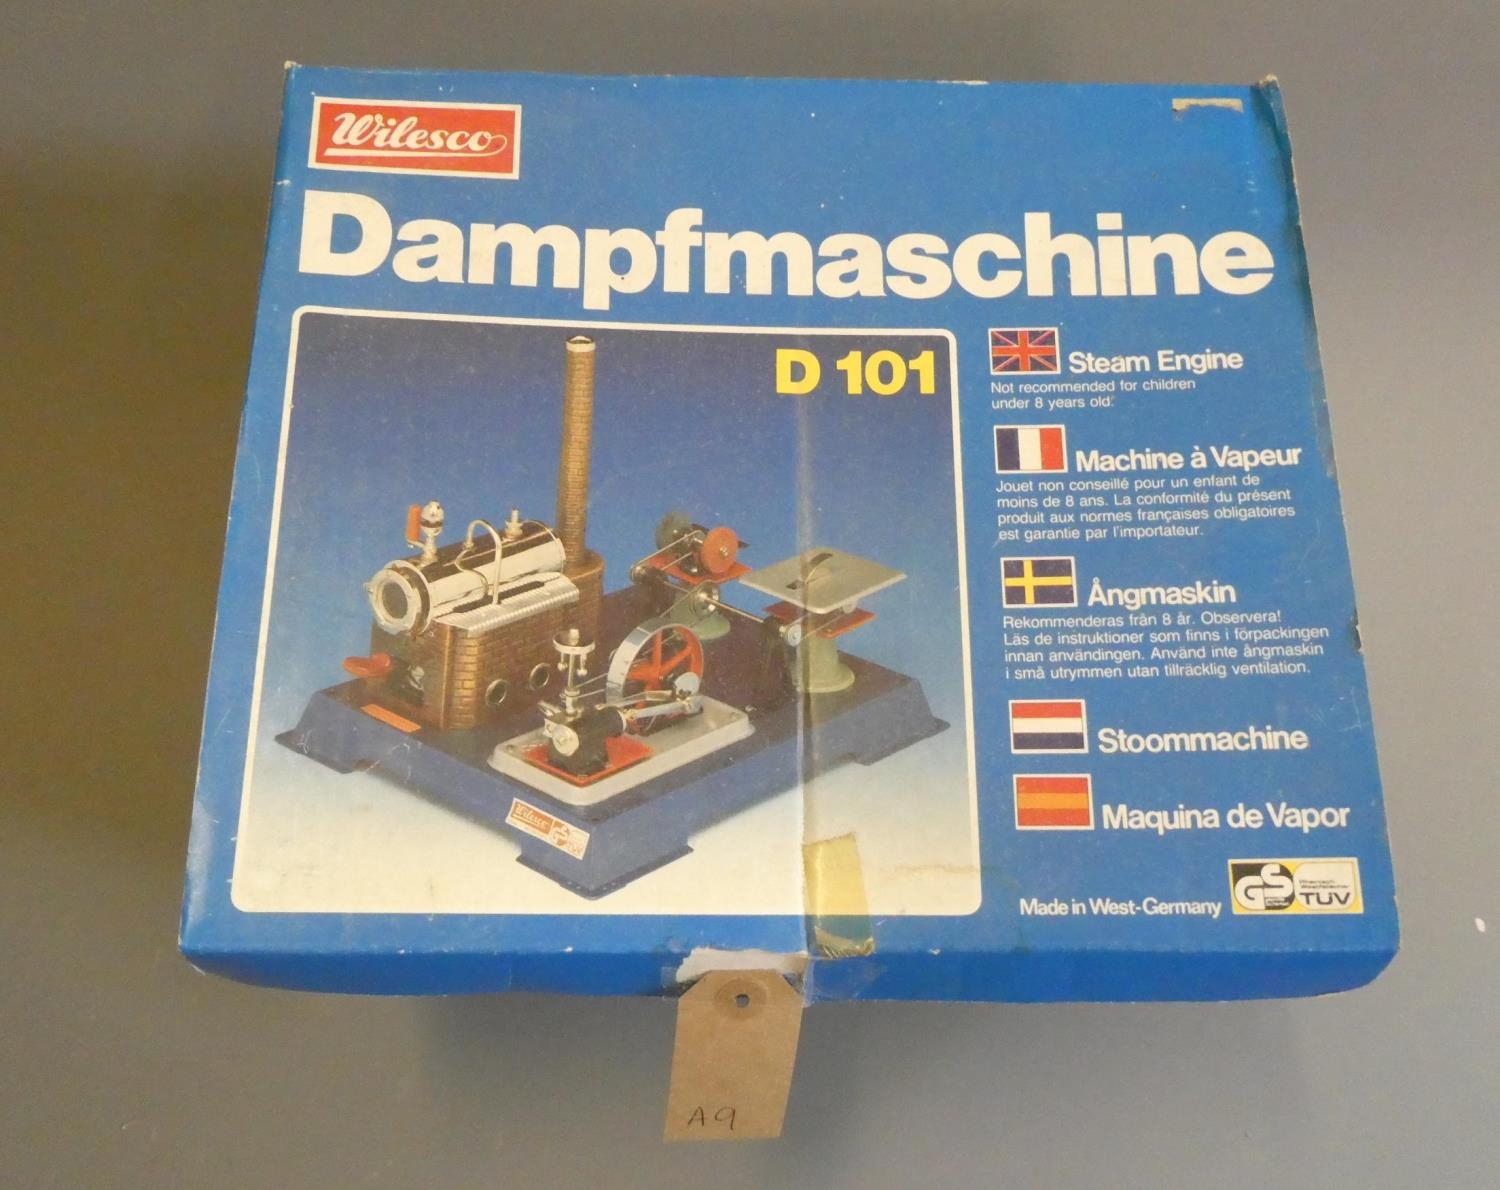 Wilesco
Dampfmaschine
D 101
Steam Engine
Not recommended for children
under 8 years old.
Machine à Vapeur
Jouet non conseillé pour un enfant de
moins de 8 ans. La conformité du présent
produit aux normes françaises obligatoires
est garantie par l'importateur.
Ångmaskin
Rekommenderas från 8 år. Observera!
Läs de instruktioner som finns i förpackingen
innan användingen. Använd inte ångmaskin
i små utrymmen utan tillräcklig ventilation.
Stoommachine
Maquina de Vapor
Wilesco
GS
Made in West-Germany
GS
TÜV
A9